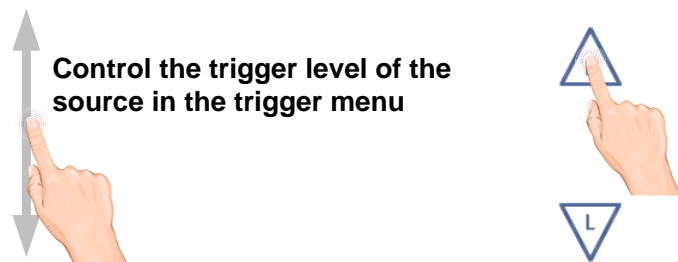 Control the trigger level of the
source in the trigger menu
L